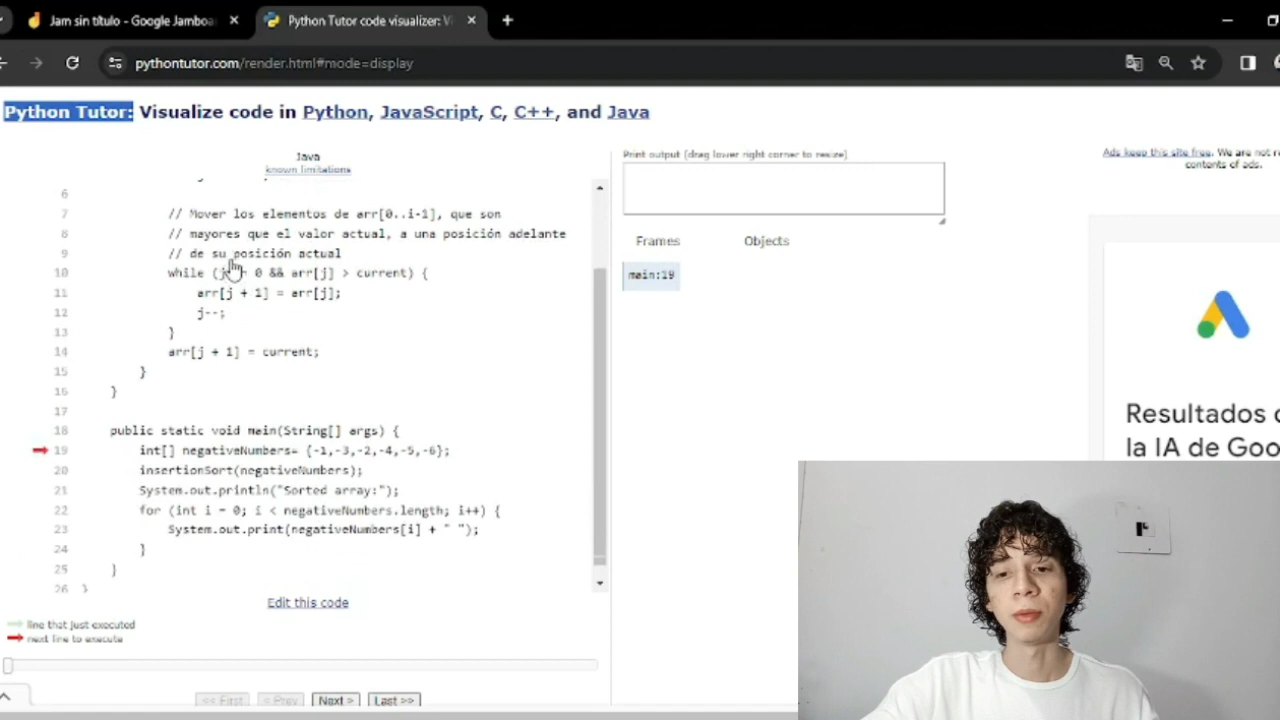 Jam sin título - Google Jamboa
Python Tutor code visualizer: Vi
pythontutor.com/render.html#mode=display
Python Tutor: Visualize code in Python, JavaScript, C, C++, and Java
Java
known limitations
6
7 // Mover los elementos de arr[0..i-1], que son
8 // mayores que el valor actual, a una posición adelante
9 // de su posición actual
10 while (j 0 && arr[j] > current) {
11 arr[j + 1] = arr[j];
12 j--;
13 }
14 arr[j + 1] = current;
15 }
16 }
17
18 public static void main(String[] args) {
19 int[] negativeNumbers= {-1,-3,-2,-4,-5,-6};
20 insertionSort(negativeNumbers);
21 System.out.println("Sorted array:");
22 for (int i = 0; i < negativeNumbers.length; i++) {
23 System.out.print(negativeNumbers[i] + " ");
24 }
25 }
26 }
Edit this code
line that just executed
next line to execute
<< First
< Prev
Next >
Last >>
Print output (drag lower right corner to resize)
Frames
Objects
main:19
Ads keep this site free. We are not re
contents of ads.
Resultados c
la IA de Goo